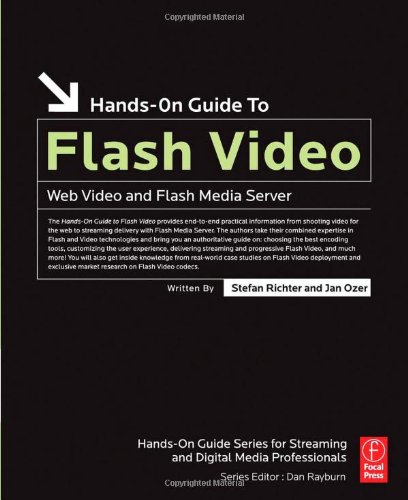 Hands-On Guide To
Flash Video
Web Video and Flash Media Server
The Hands-On Guide to Flash Video provides end-to-end practical information from shooting video for
the web to streaming delivery with Flash Media Server. The authors take their combined expertise in
Flash and Video technologies and bring you an authoritative guide on: choosing the best encoding
tools, customizing the user experience, delivering streaming and progressive Flash Video, and much
more! You will also get inside knowledge from real-world case studies on Flash Video deployment and
exclusive market research on Flash Video codecs.
Written By Stefan Richter and Jan Ozer
Hands-On Guide Series for Streaming
and Digital Media Professionals
Series Editor : Dan Rayburn
Focal
Press